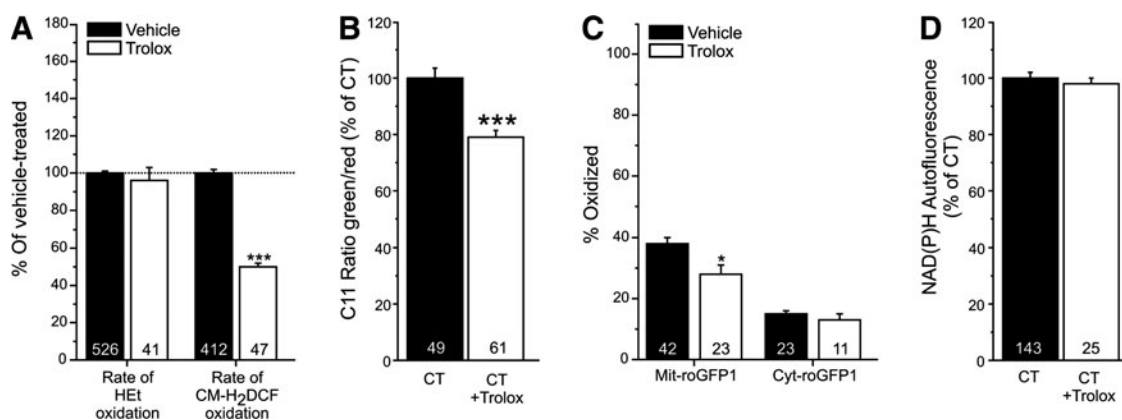 A
% Of vehicle-treated
180
160
140
120
100
80
60
40
20
0
Vehicle
Trolox
***
526
41
412
47
Rate of
HEt
oxidation
Rate of
CM-H2DCF
oxidation
B
C11 Ratio green/red (% of CT)
120
100
80
60
40
20
0
***
49
61
CT
CT
+Trolox
C
% Oxidized
100
80
60
40
20
0
Vehicle
Trolox
*
42
23
23
11
Mit-roGFP1
Cyt-roGFP1
D
NAD(P)H Autofluorescence
(% of CT)
120
100
80
60
40
20
0
143
25
CT
CT
+Trolox